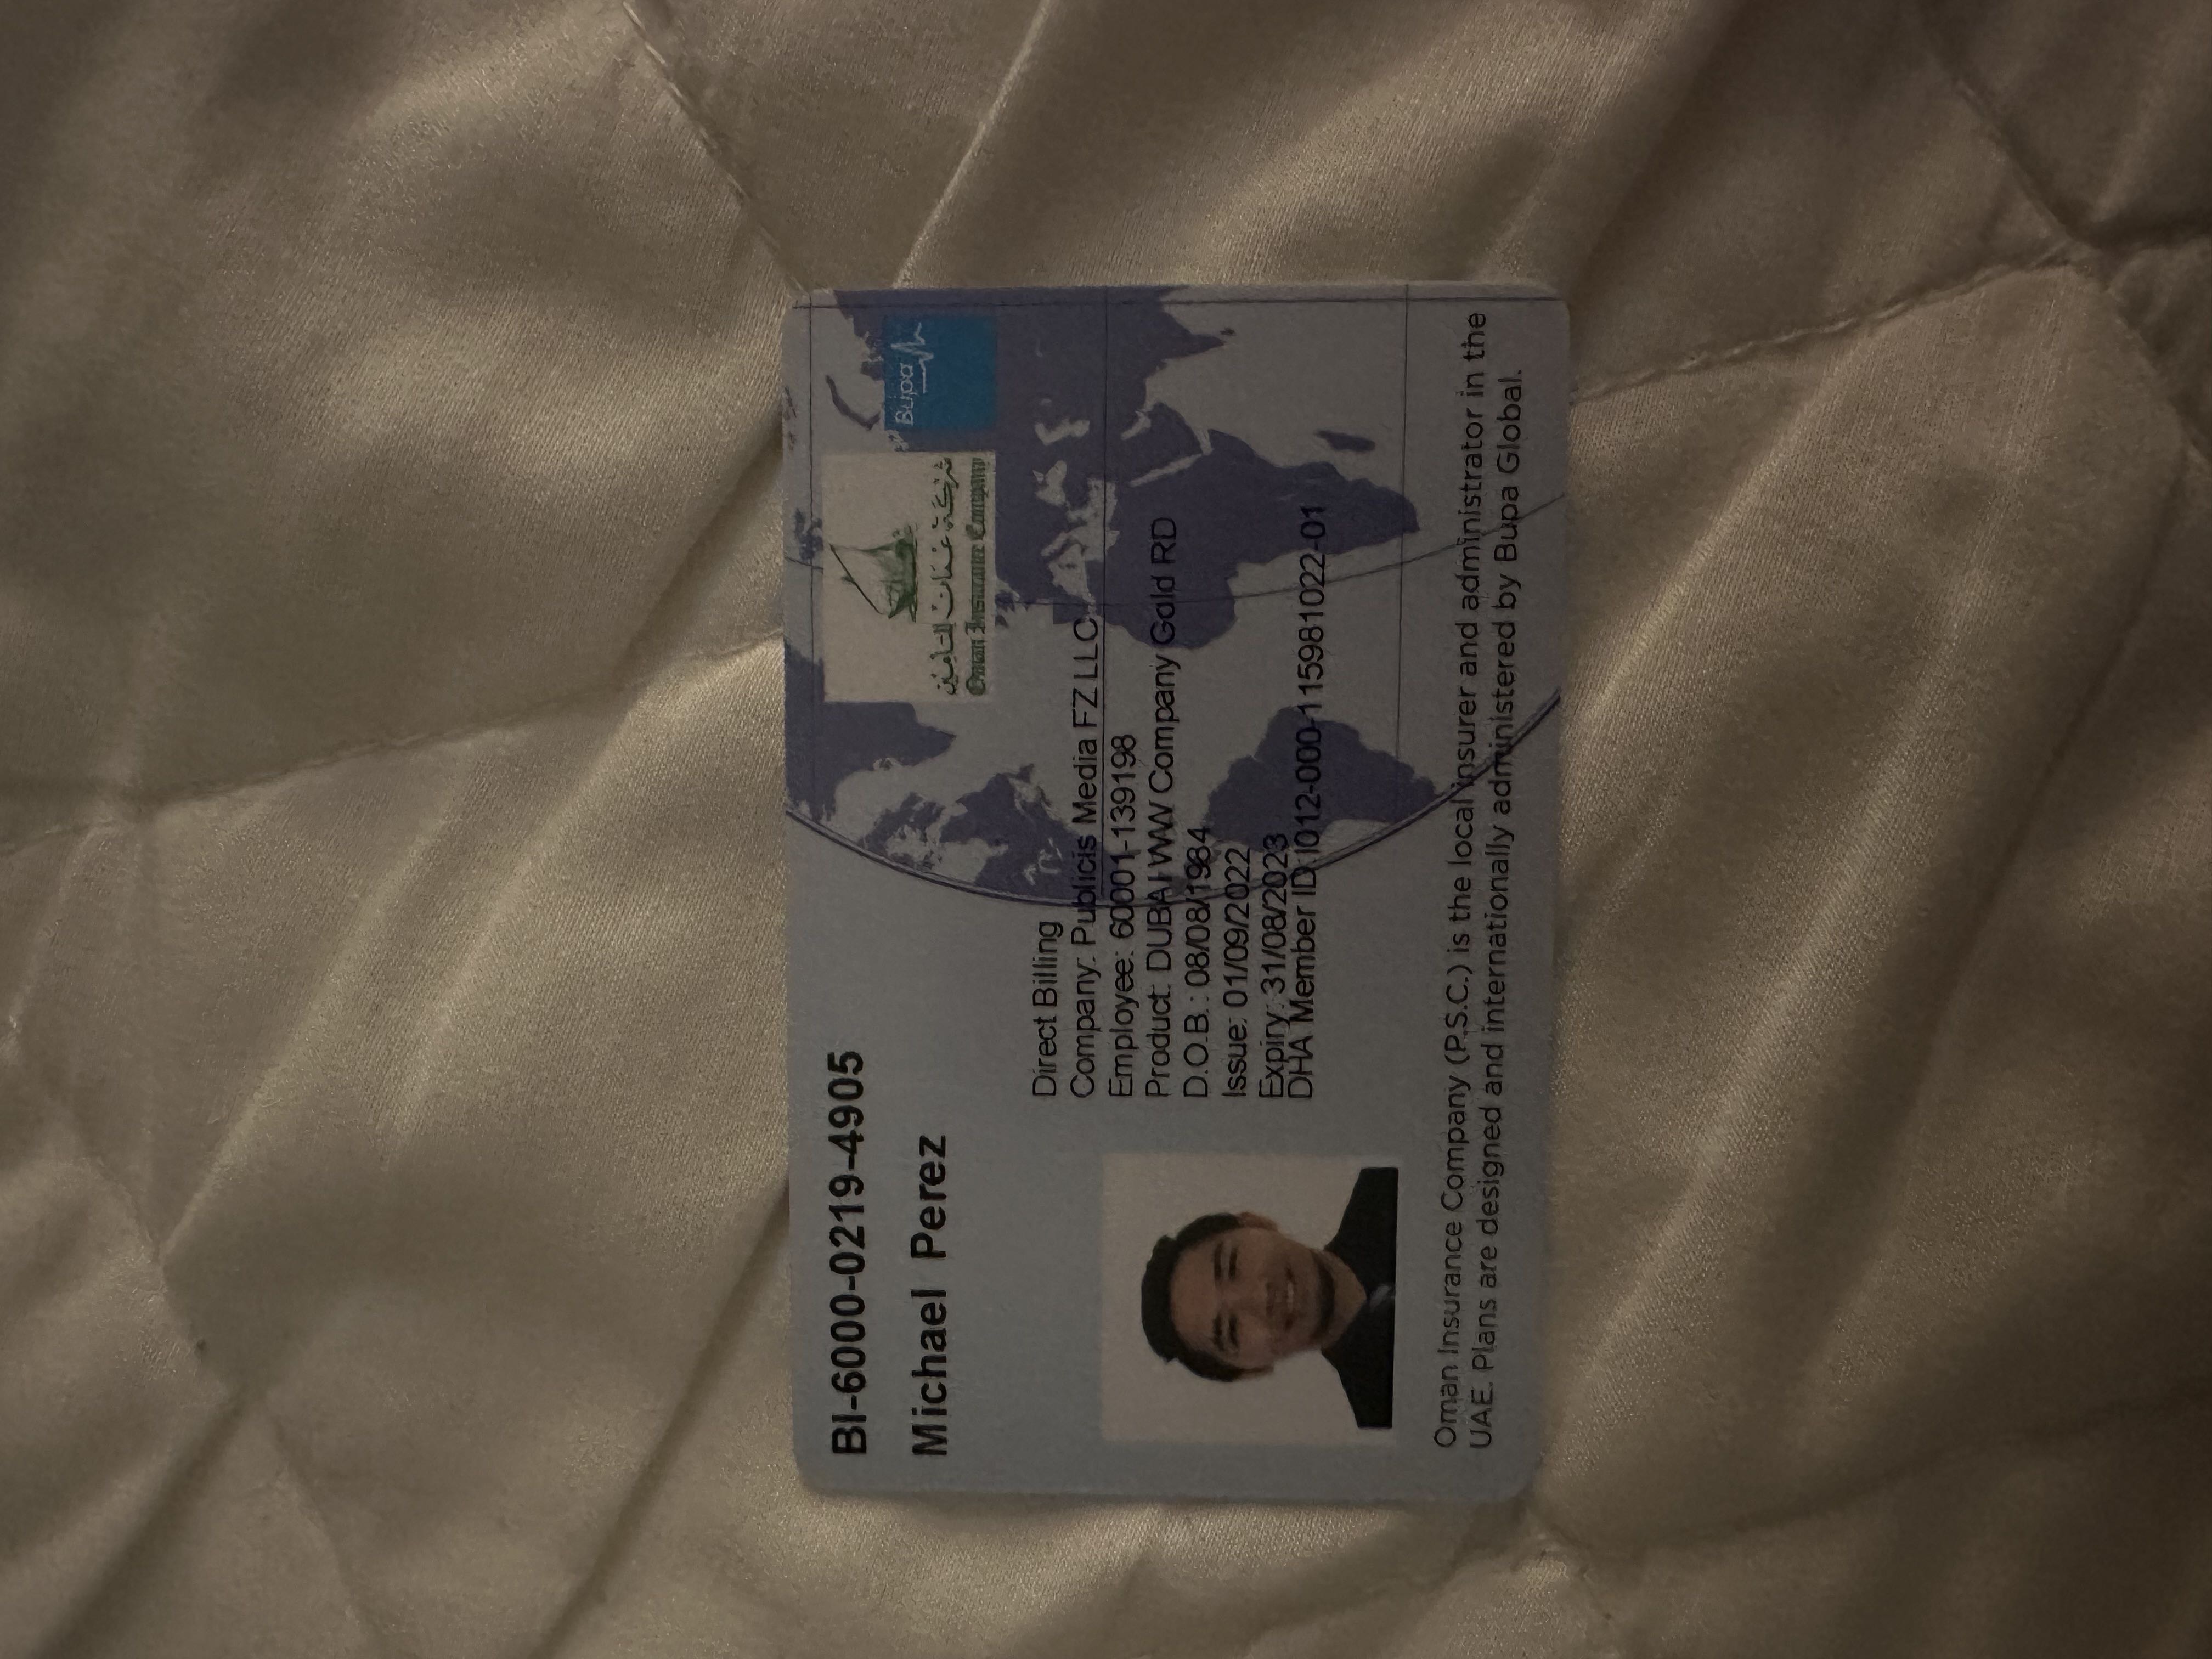 BI-6000-0219-4905
Michael Perez
شركة عمان للتأمين
Oman Insurance Company
Bupa
Direct Billing
Company: Publicis Media FZ LLC
Employee: 60001-139198
Product: DUBAI WW Company Gold RD
D.O.B.: 08/08/1984
Issue: 01/09/2022
Expiry: 31/08/2023
DHA Member ID:I012-000-115981022-01
Oman Insurance Company (P.S.C.) is the local insurer and administrator in the
UAE. Plans are designed and internationally administered by Bupa Global.